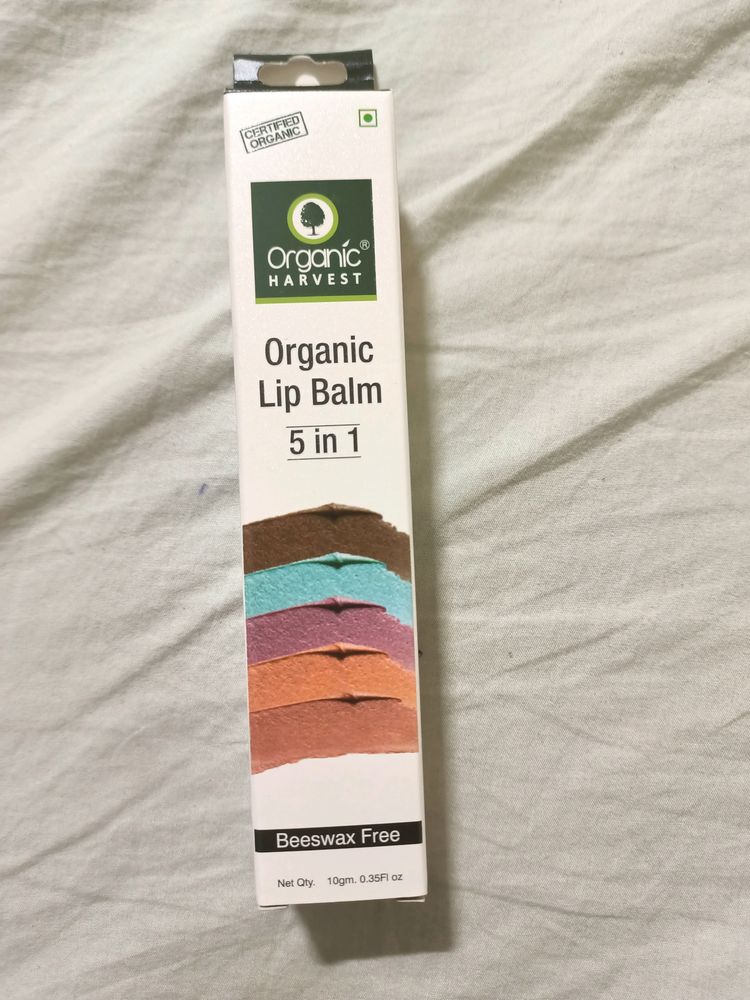 CERTIFIED
ORGANIC
Organic®
HARVEST
Organic
Lip Balm
5 in 1
Beeswax Free
Net Qty. 10gm. 0.35Fl oz